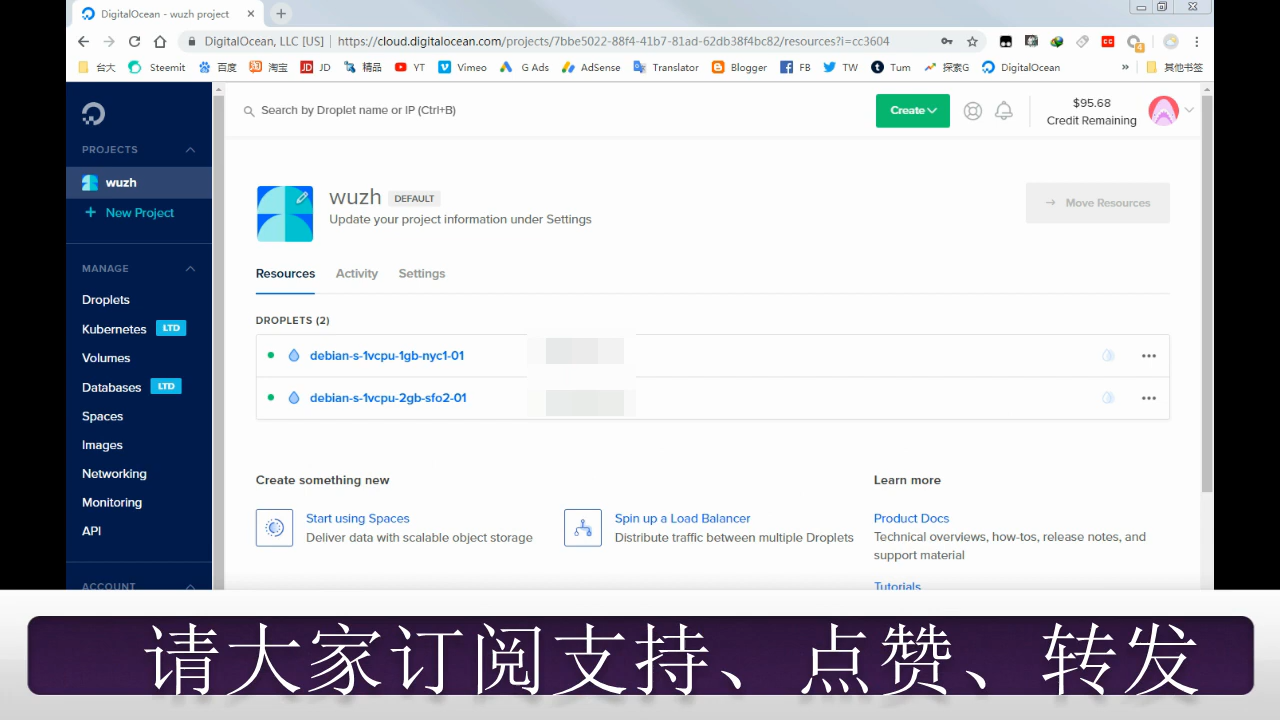 DigitalOcean - wuzh project
DigitalOcean, LLC [US] | https://cloud.digitalocean.com/projects/7bbe5022-88f4-41b7-81ad-62db38f4bc82/resources?i=cc3604
台大 Steemit 百度 淘宝 JD 精品 YT Vimeo G Ads AdSense Translator Blogger FB TW Tum 探索G DigitalOcean » 其他书签
Search by Droplet name or IP (Ctrl+B)
Create
$95.68
Credit Remaining
PROJECTS
wuzh
+ New Project
MANAGE
Droplets
Kubernetes LTD
Volumes
Databases LTD
Spaces
Images
Networking
Monitoring
API
ACCOUNT
wuzh DEFAULT
Update your project information under Settings
→ Move Resources
Resources Activity Settings
DROPLETS (2)
debian-s-1vcpu-1gb-nyc1-01
debian-s-1vcpu-2gb-sfo2-01
Create something new
Start using Spaces
Deliver data with scalable object storage
Spin up a Load Balancer
Distribute traffic between multiple Droplets
Learn more
Product Docs
Technical overviews, how-tos, release notes, and
support material
Tutorials
请大家订阅支持、点赞、转发